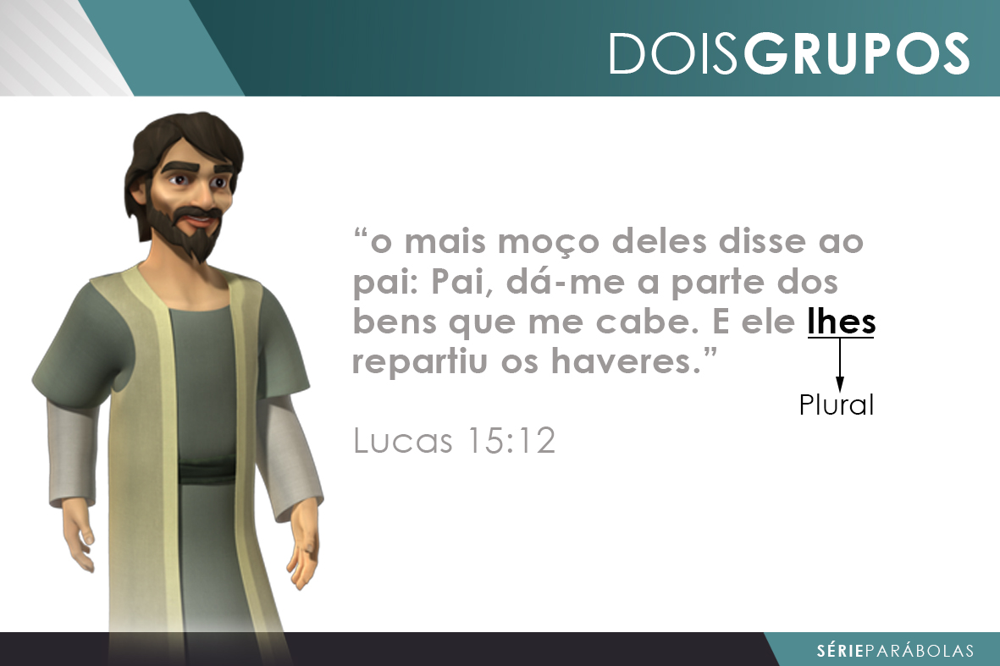 DOISGRUPOS
“o mais moço deles disse ao
pai: Pai, dá-me a parte dos
bens que me cabe. E ele lhes
repartiu os haveres.”
Plural
Lucas 15:12
SÉRIEPARÁBOLAS